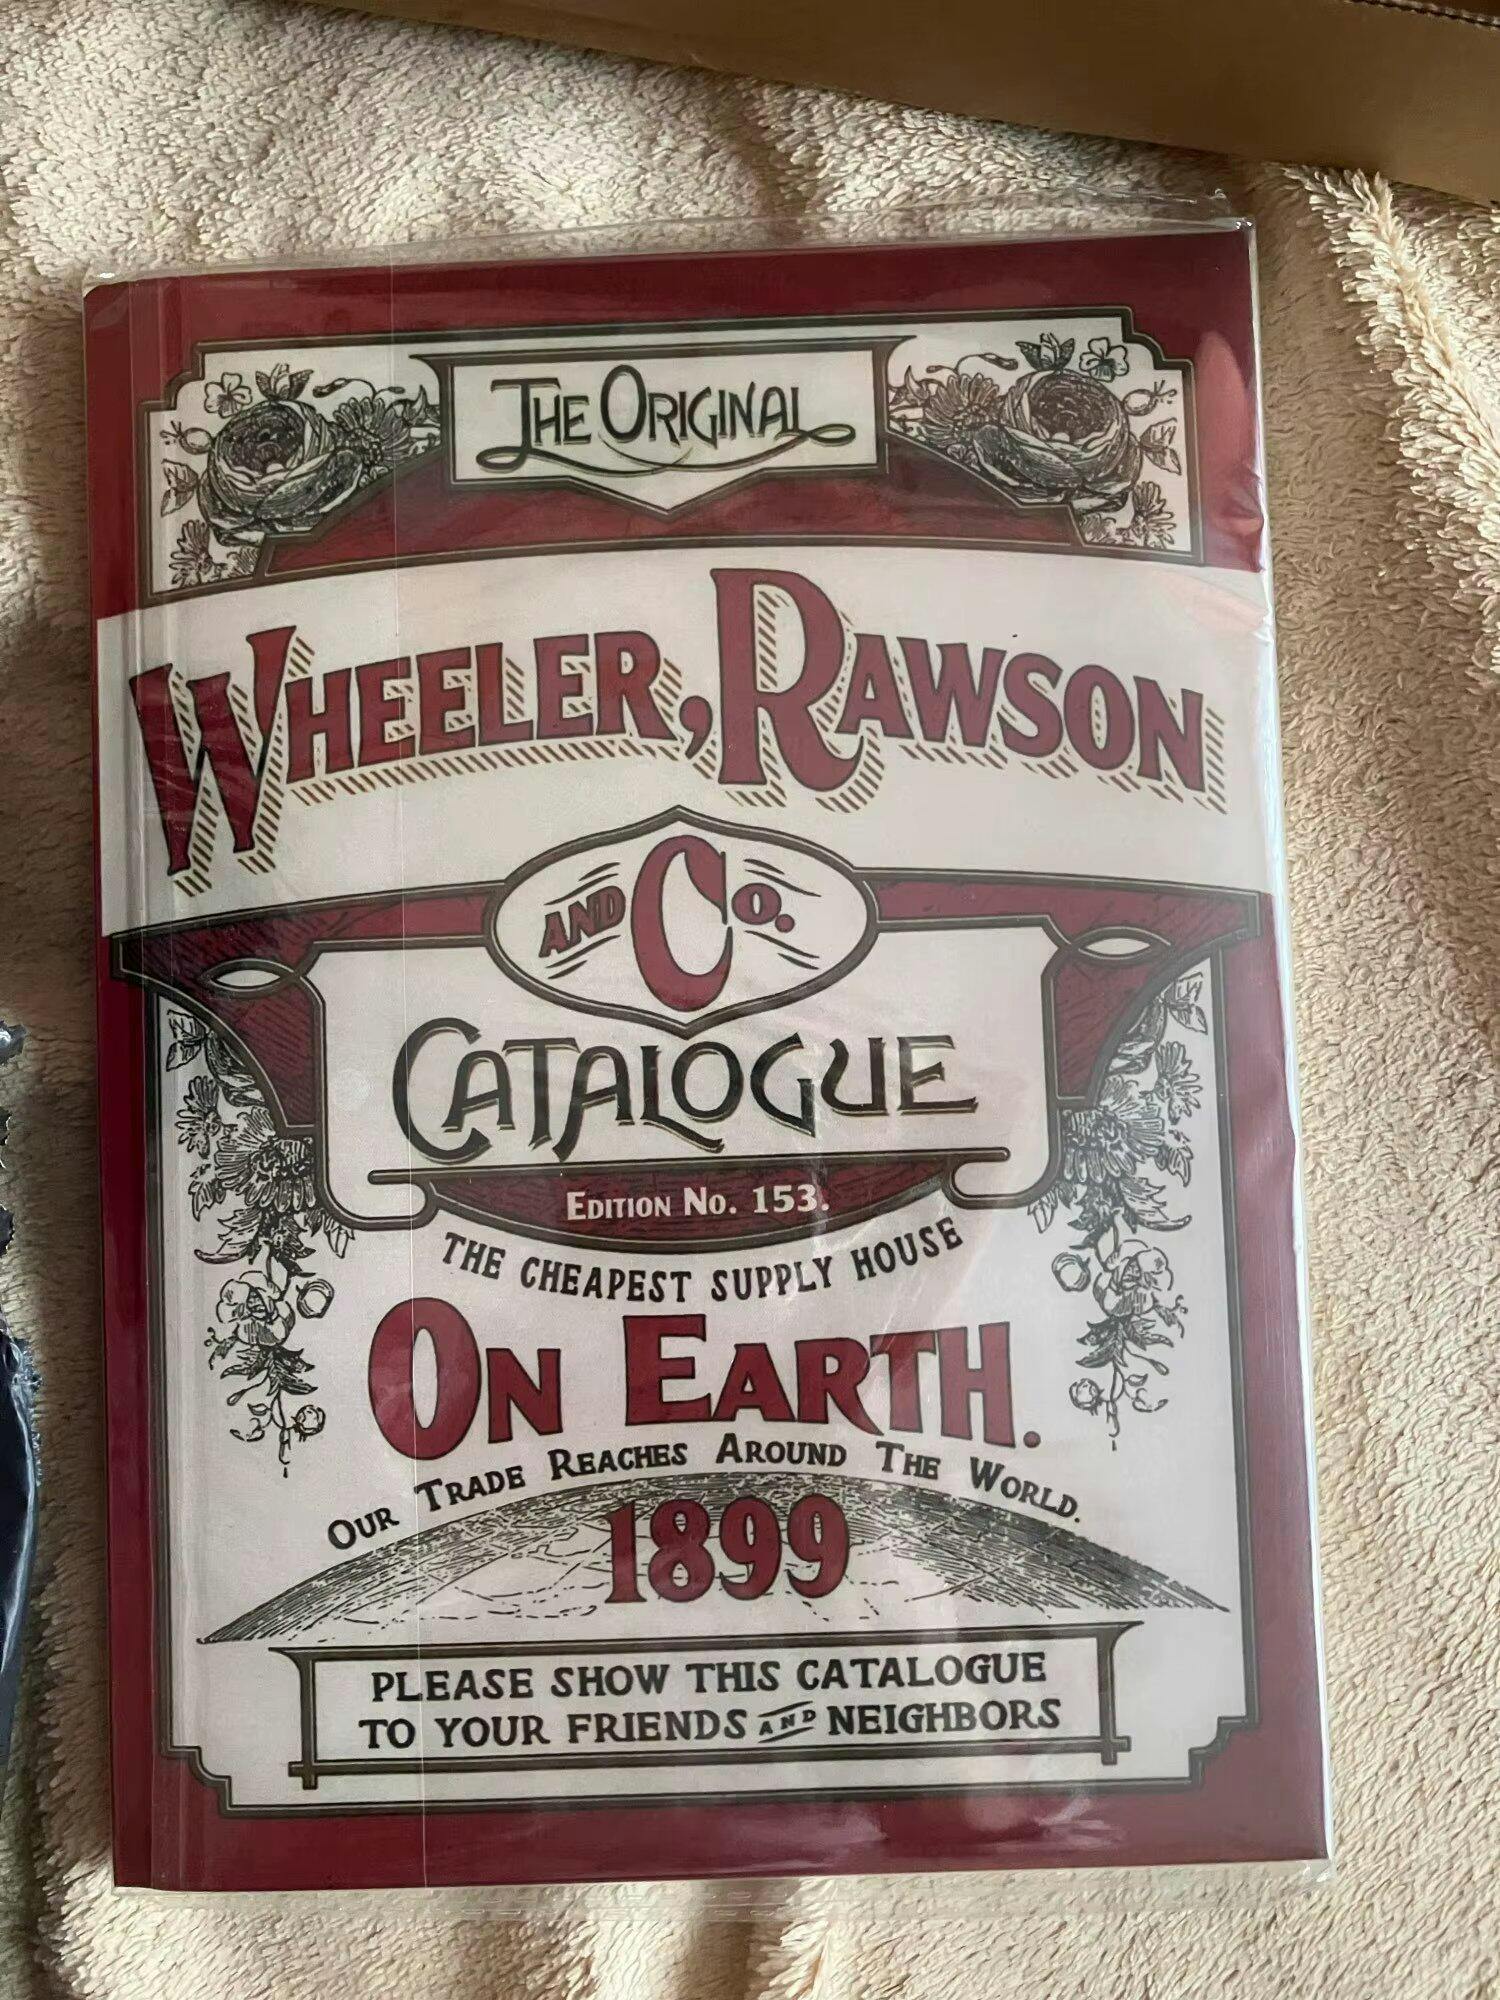 THE ORIGINAL
WHEELER, RAWSON
AND CO.
CATALOGUE
EDITION NO. 153.
THE CHEAPEST SUPPLY HOUSE
ON EARTH.
OUR TRADE REACHES AROUND THE WORLD.
1899
PLEASE SHOW THIS CATALOGUE
TO YOUR FRIENDS AND NEIGHBORS